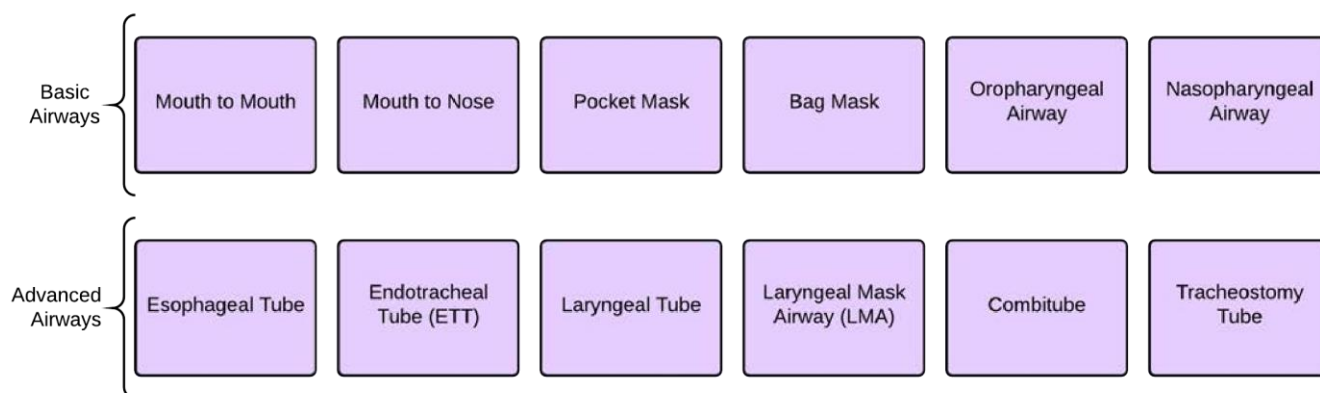 Basic
Airways
Mouth to Mouth
Mouth to Nose
Pocket Mask
Bag Mask
Oropharyngeal
Airway
Nasopharyngeal
Airway
Advanced
Airways
Esophageal Tube
Endotracheal
Tube (ETT)
Laryngeal Tube
Laryngeal Mask
Airway (LMA)
Combitube
Tracheostomy
Tube